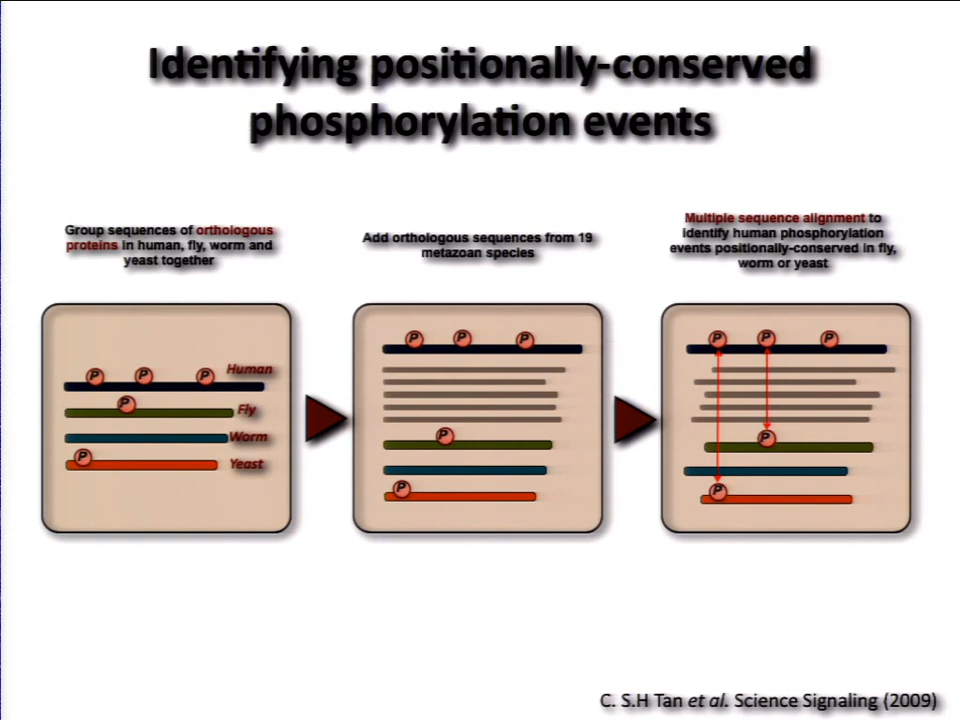 Identifying positionally-conserved
phosphorylation events
Group sequences of orthologous
proteins in human, fly, worm and
yeast together
Add orthologous sequences from 19
metazoan species
Multiple sequence alignment to
identify human phosphorylation
events positionally-conserved in fly,
worm or yeast
P P P Human
P Fly
Worm
P Yeast
P P P
P
P
P P P
P
P
C. S.H Tan et al. Science Signaling (2009)